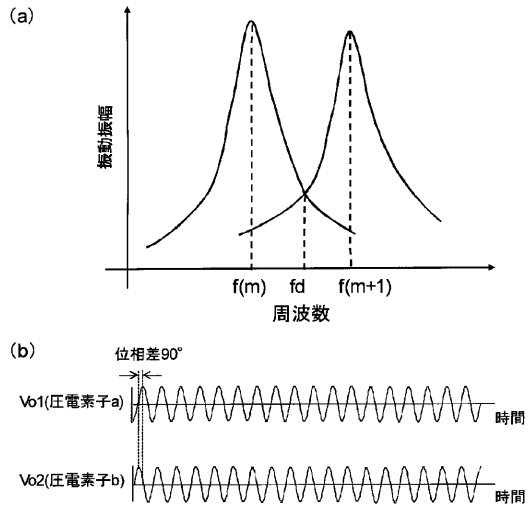 (a)
振動振幅
f(m)
fd
f(m+1)
周波数
(b)
位相差90°
Vo1(圧電素子a)
時間
Vo2(圧電素子b)
時間